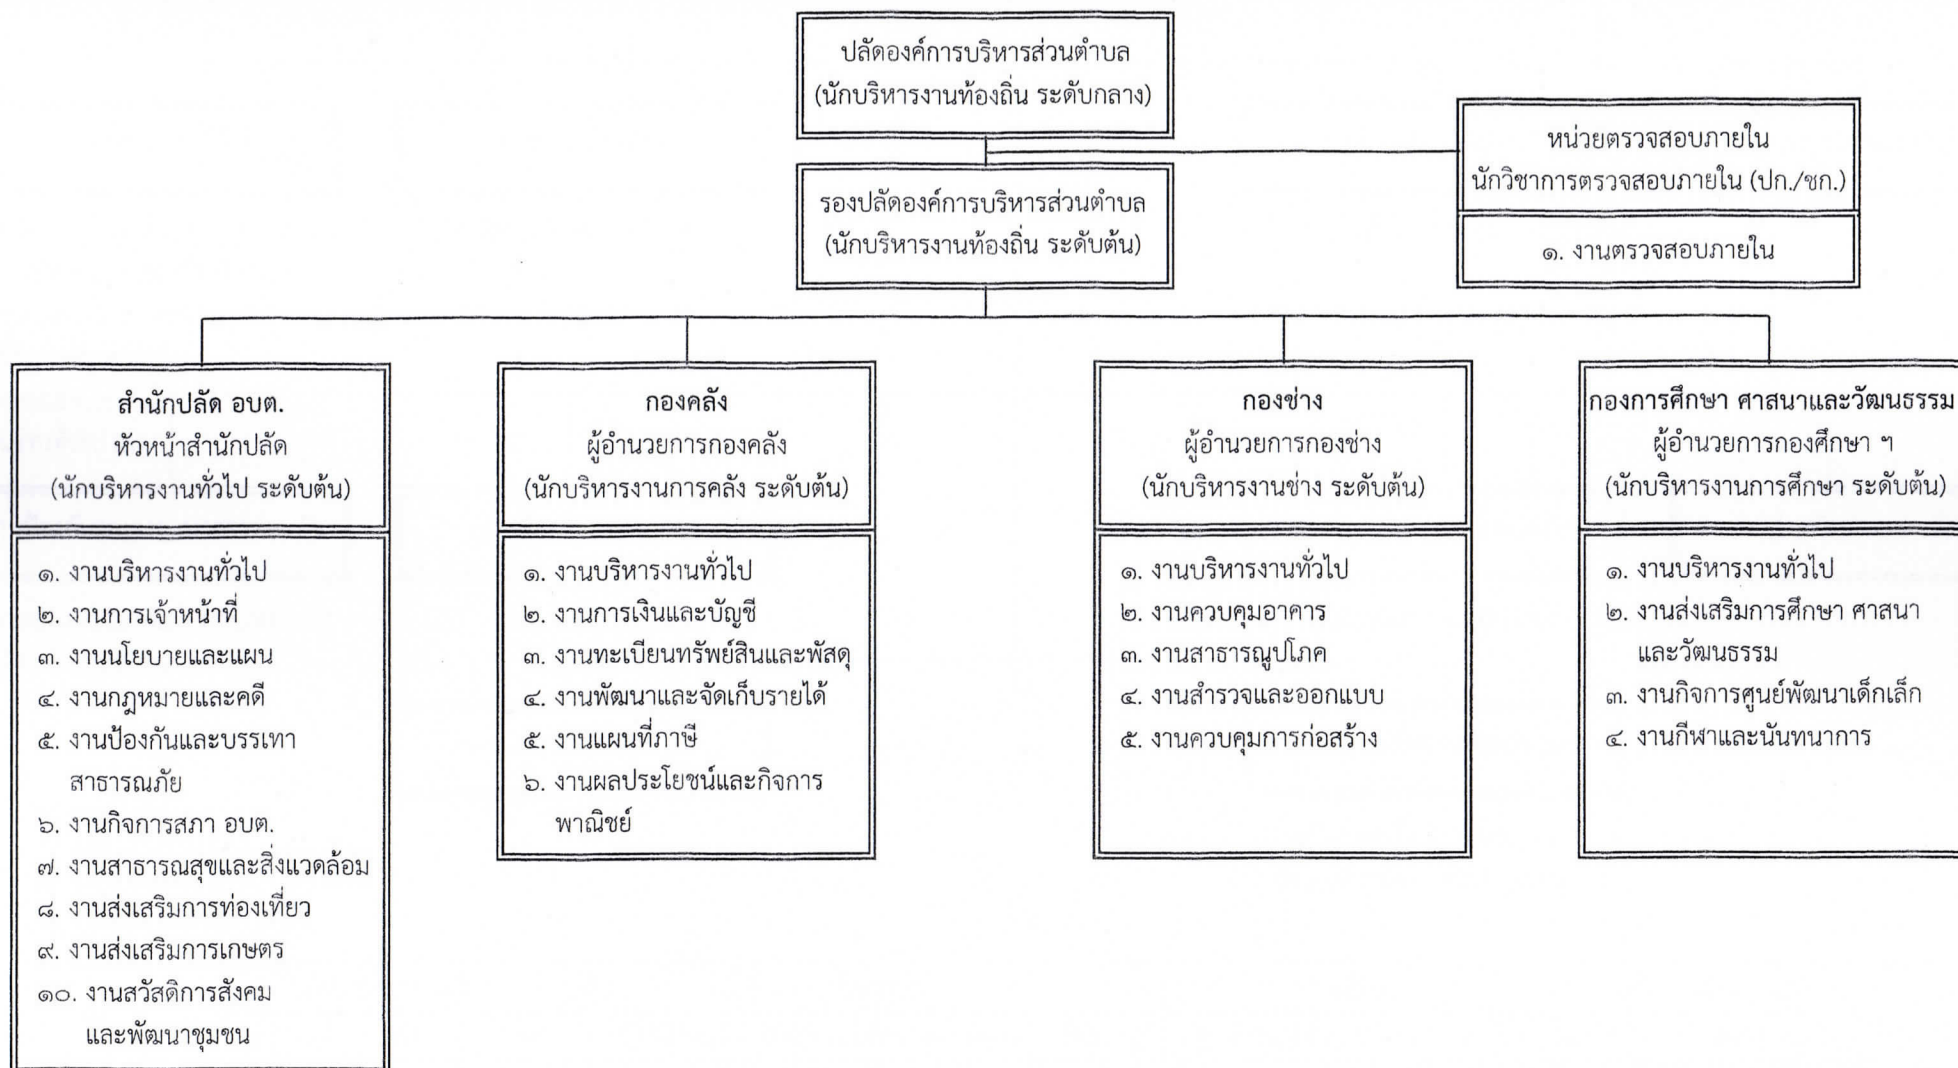 ปลัดองค์การบริหารส่วนตำบล
(นักบริหารงานท้องถิ่น ระดับกลาง)
หน่วยตรวจสอบภายใน
นักวิชาการตรวจสอบภายใน (ปก./ชก.)
๑. งานตรวจสอบภายใน
รองปลัดองค์การบริหารส่วนตำบล
(นักบริหารงานท้องถิ่น ระดับต้น)
สำนักปลัด อบต.
หัวหน้าสำนักปลัด
(นักบริหารงานทั่วไป ระดับต้น)
๑. งานบริหารงานทั่วไป
๒. งานการเจ้าหน้าที่
๓. งานนโยบายและแผน
๔. งานกฎหมายและคดี
๕. งานป้องกันและบรรเทา
สาธารณภัย
๖. งานกิจการสภา อบต.
๗. งานสาธารณสุขและสิ่งแวดล้อม
๘. งานส่งเสริมการท่องเที่ยว
๙. งานส่งเสริมการเกษตร
๑๐. งานสวัสดิการสังคม
และพัฒนาชุมชน
กองคลัง
ผู้อำนวยการกองคลัง
(นักบริหารงานการคลัง ระดับต้น)
๑. งานบริหารงานทั่วไป
๒. งานการเงินและบัญชี
๓. งานทะเบียนทรัพย์สินและพัสดุ
๔. งานพัฒนาและจัดเก็บรายได้
๕. งานแผนที่ภาษี
๖. งานผลประโยชน์และกิจการ
พาณิชย์
กองช่าง
ผู้อำนวยการกองช่าง
(นักบริหารงานช่าง ระดับต้น)
๑. งานบริหารงานทั่วไป
๒. งานควบคุมอาคาร
๓. งานสาธารณูปโภค
๔. งานสำรวจและออกแบบ
๕. งานควบคุมการก่อสร้าง
กองการศึกษา ศาสนาและวัฒนธรรม
ผู้อำนวยการกองศึกษา ฯ
(นักบริหารงานการศึกษา ระดับต้น)
๑. งานบริหารงานทั่วไป
๒. งานส่งเสริมการศึกษา ศาสนา
และวัฒนธรรม
๓. งานกิจการศูนย์พัฒนาเด็กเล็ก
๔. งานกีฬาและนันทนาการ